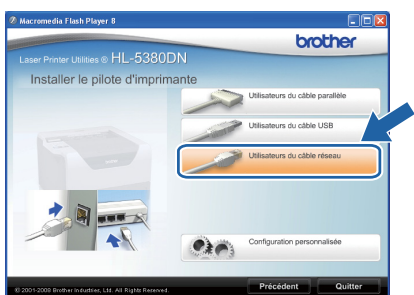 Macromedia Flash Player 8
brother
Laser Printer Utilities ® HL-5380DN
Installer le pilote d'imprimante
Utilisateurs du câble parallèle
Utilisateurs du câble USB
Utilisateurs du câble réseau
Configuration personnalisée
© 2001-2009 Brother Industries, Ltd. All Rights Reserved.
Précédent
Quitter